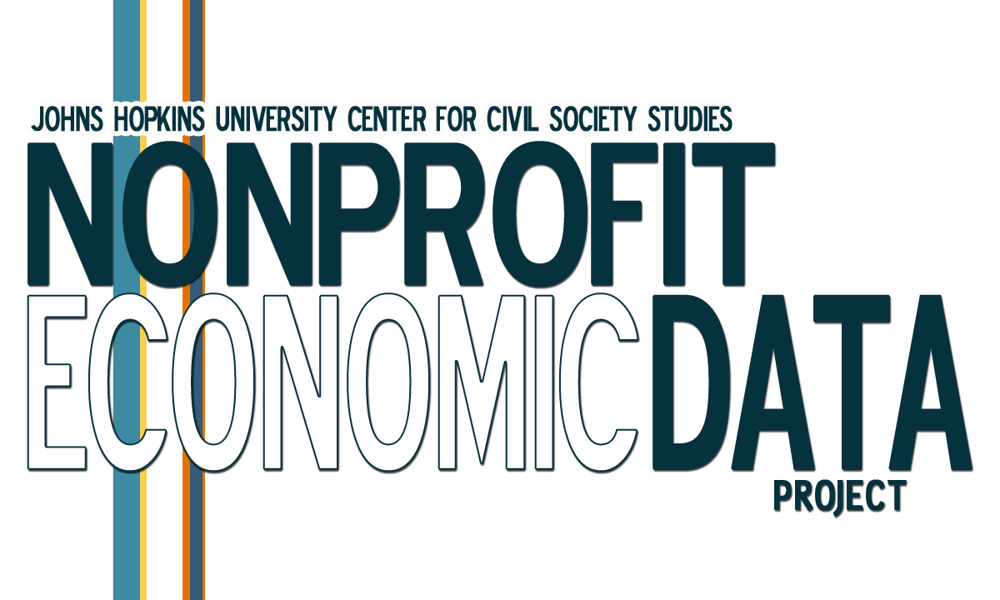 JOHNS HOPKINS UNIVERSITY CENTER FOR CIVIL SOCIETY STUDIES
NONPROFIT
ECONOMIC DATA
PROJECT